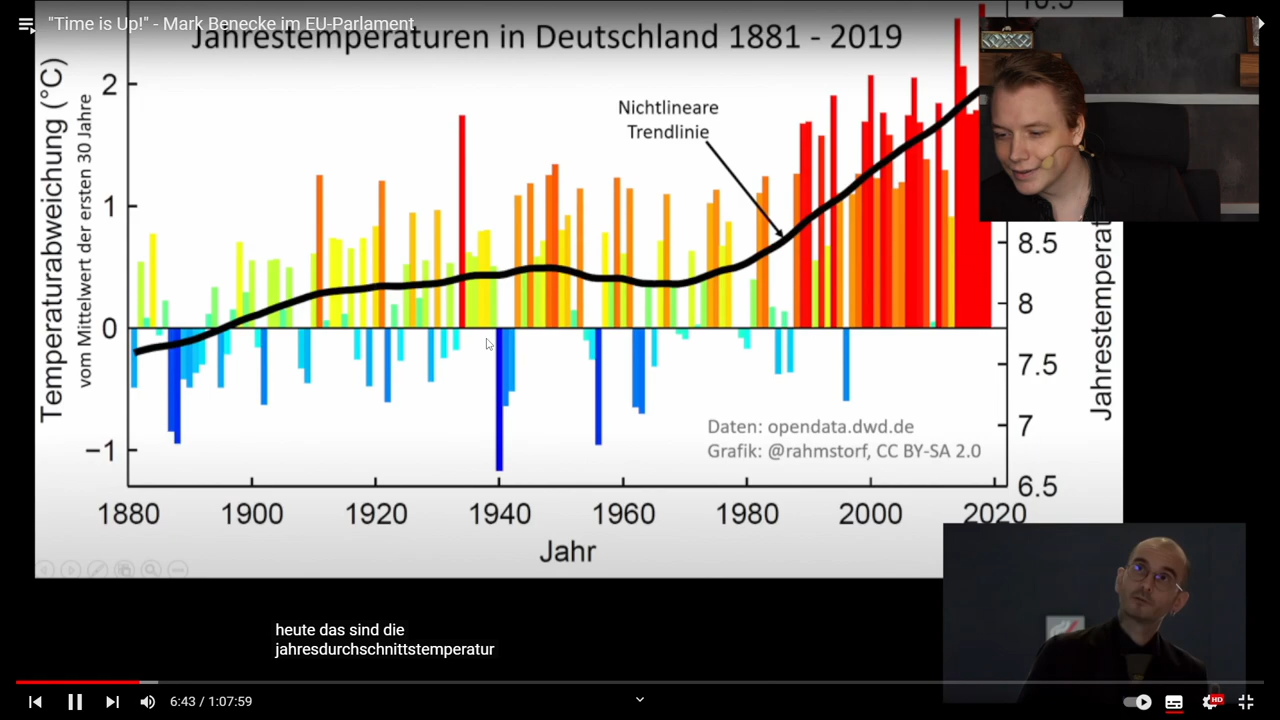 "Time is Up!" - Mark Benecke im EU-Parlament
Jahrestemperaturen in Deutschland 1881 - 2019
Temperaturabweichung (°C)
vom Mittelwert der ersten 30 Jahre
2
1
0
−1
Nichtlineare
Trendlinie
10.5
8.5
8
7.5
7
6.5
Daten: opendata.dwd.de
Grafik: @rahmstorf, CC BY-SA 2.0
1880 1900 1920 1940 1960 1980 2000 2020
Jahr
heute das sind die
jahresdurchschnittstemperatur
6:43 / 1:07:59
HD